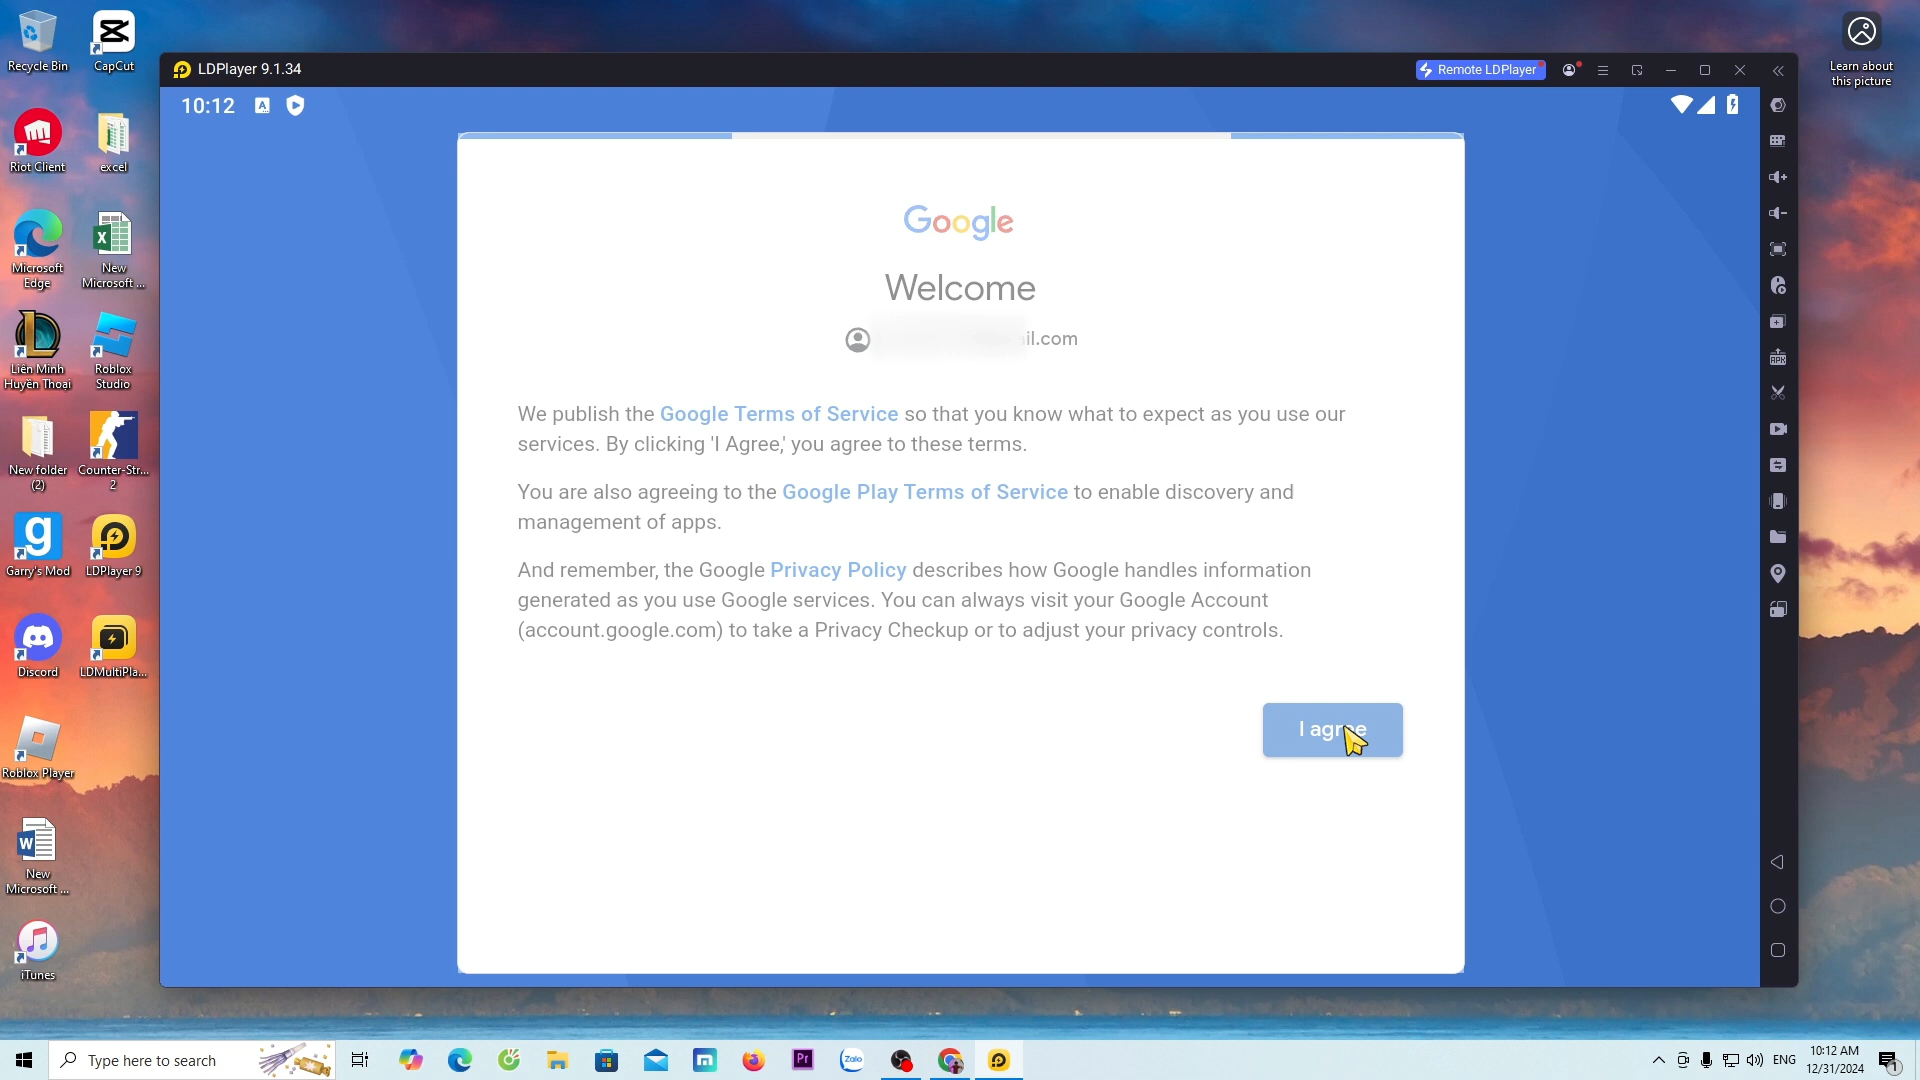 Recycle Bin
CapCut
Learn about
this picture
LDPlayer 9.1.34
Remote LDPlayer
10:12
A
Riot Client
excel
Google
Welcome
il.com
We publish the Google Terms of Service so that you know what to expect as you use our
services. By clicking 'I Agree,' you agree to these terms.
You are also agreeing to the Google Play Terms of Service to enable discovery and
management of apps.
And remember, the Google Privacy Policy describes how Google handles information
generated as you use Google services. You can always visit your Google Account
(account.google.com) to take a Privacy Checkup or to adjust your privacy controls.
I agree
Microsoft
Edge
New
Microsoft ...
Liên Minh
Huyền Thoại
Roblox
Studio
New folder
(2)
Counter-Str...
2
Garry's Mod
LDPlayer 9
Discord
LDMultiPla...
Roblox Player
New
Microsoft ...
iTunes
Type here to search
Pr
Zalo
ENG
10:12 AM
12/31/2024
1